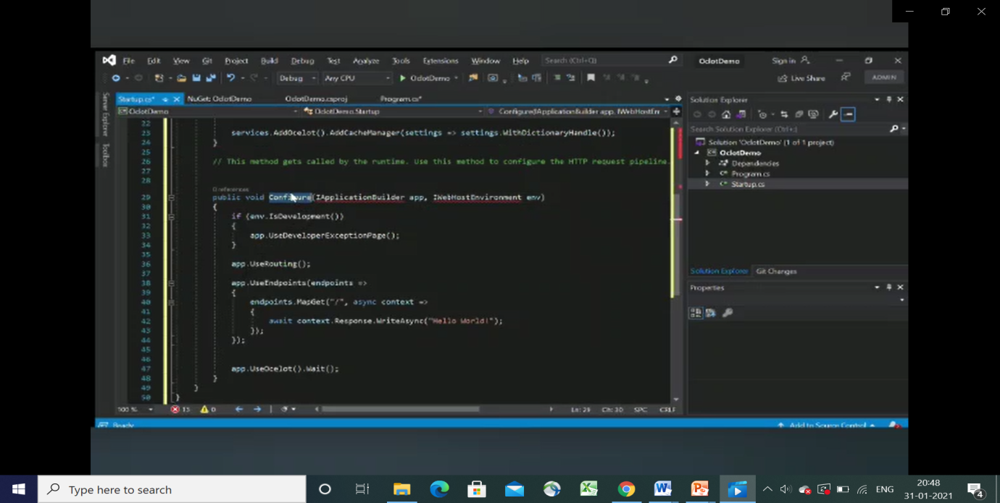 File Edit View Git Project Build Debug Test Analyze Tools Extensions Window Help Search (Ctrl+Q) OclotDemo Sign in
Debug Any CPU OclotDemo Live Share ADMIN
Startup.cs* NuGet: OclotDemo OclotDemo.csproj Program.cs*
OclotDemo OclotDemo.Startup Configure(IApplicationBuilder app, IWebHostEn
Server Explorer
Toolbox
22
23 services.AddOcelot().AddCacheManager(settings => settings.WithDictionaryHandle());
24 }
25
26 // This method gets called by the runtime. Use this method to configure the HTTP request pipeline.
27
28
0 references
29 public void Configure(IApplicationBuilder app, IWebHostEnvironment env)
30 {
31 if (env.IsDevelopment())
32 {
33 app.UseDeveloperExceptionPage();
34 }
35
36 app.UseRouting();
37
38 app.UseEndpoints(endpoints =>
39 {
40 endpoints.MapGet("/", async context =>
41 {
42 await context.Response.WriteAsync("Hello World!");
43 });
44 });
45
46
47 app.UseOcelot().Wait();
48 }
49 }
50 }
100 % 15 0 Ln: 29 Ch: 30 SPC CRLF
Solution Explorer
Search Solution Explorer (Ctrl+;)
Solution 'OclotDemo' (1 of 1 project)
OclotDemo
Dependencies
Program.cs
Startup.cs
Solution Explorer Git Changes
Properties
Ready Add to Source Control
Type here to search
ENG
20:48
31-01-2021
4